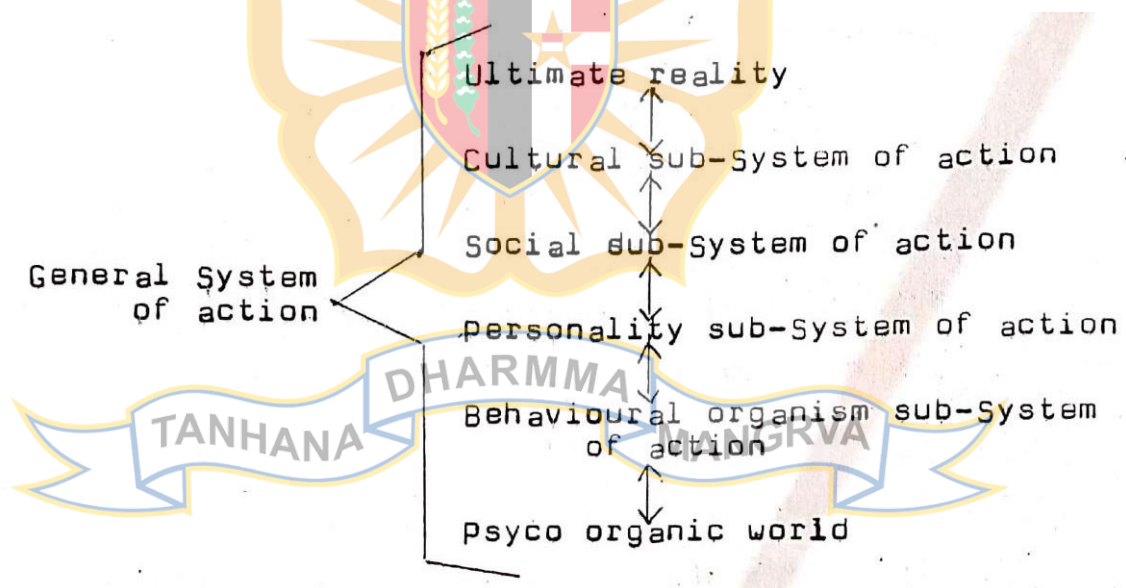 Ultimate reality
Cultural sub-System of action
Social sub-System of action
General System
of action
personality sub-System of action
DHARMMA
TANHANA
MANGRVA
Behavioural organism sub-System
of action
Psyco organic world